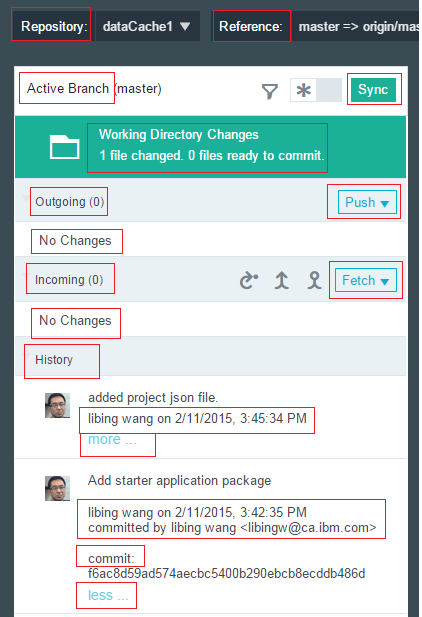 Repository: dataCache1 Reference: master => origin/mas
Active Branch (master) Sync
Working Directory Changes
1 file changed. 0 files ready to commit.
Outgoing (0) Push
No Changes
Incoming (0) Fetch
No Changes
History
added project json file.
libing wang on 2/11/2015, 3:45:34 PM
more ...
Add starter application package
libing wang on 2/11/2015, 3:42:35 PM
committed by libing wang <libingw@ca.ibm.com>
commit:
f6ac8d59ad574aecbc5400b290ebcb8ecddb486d
less ...